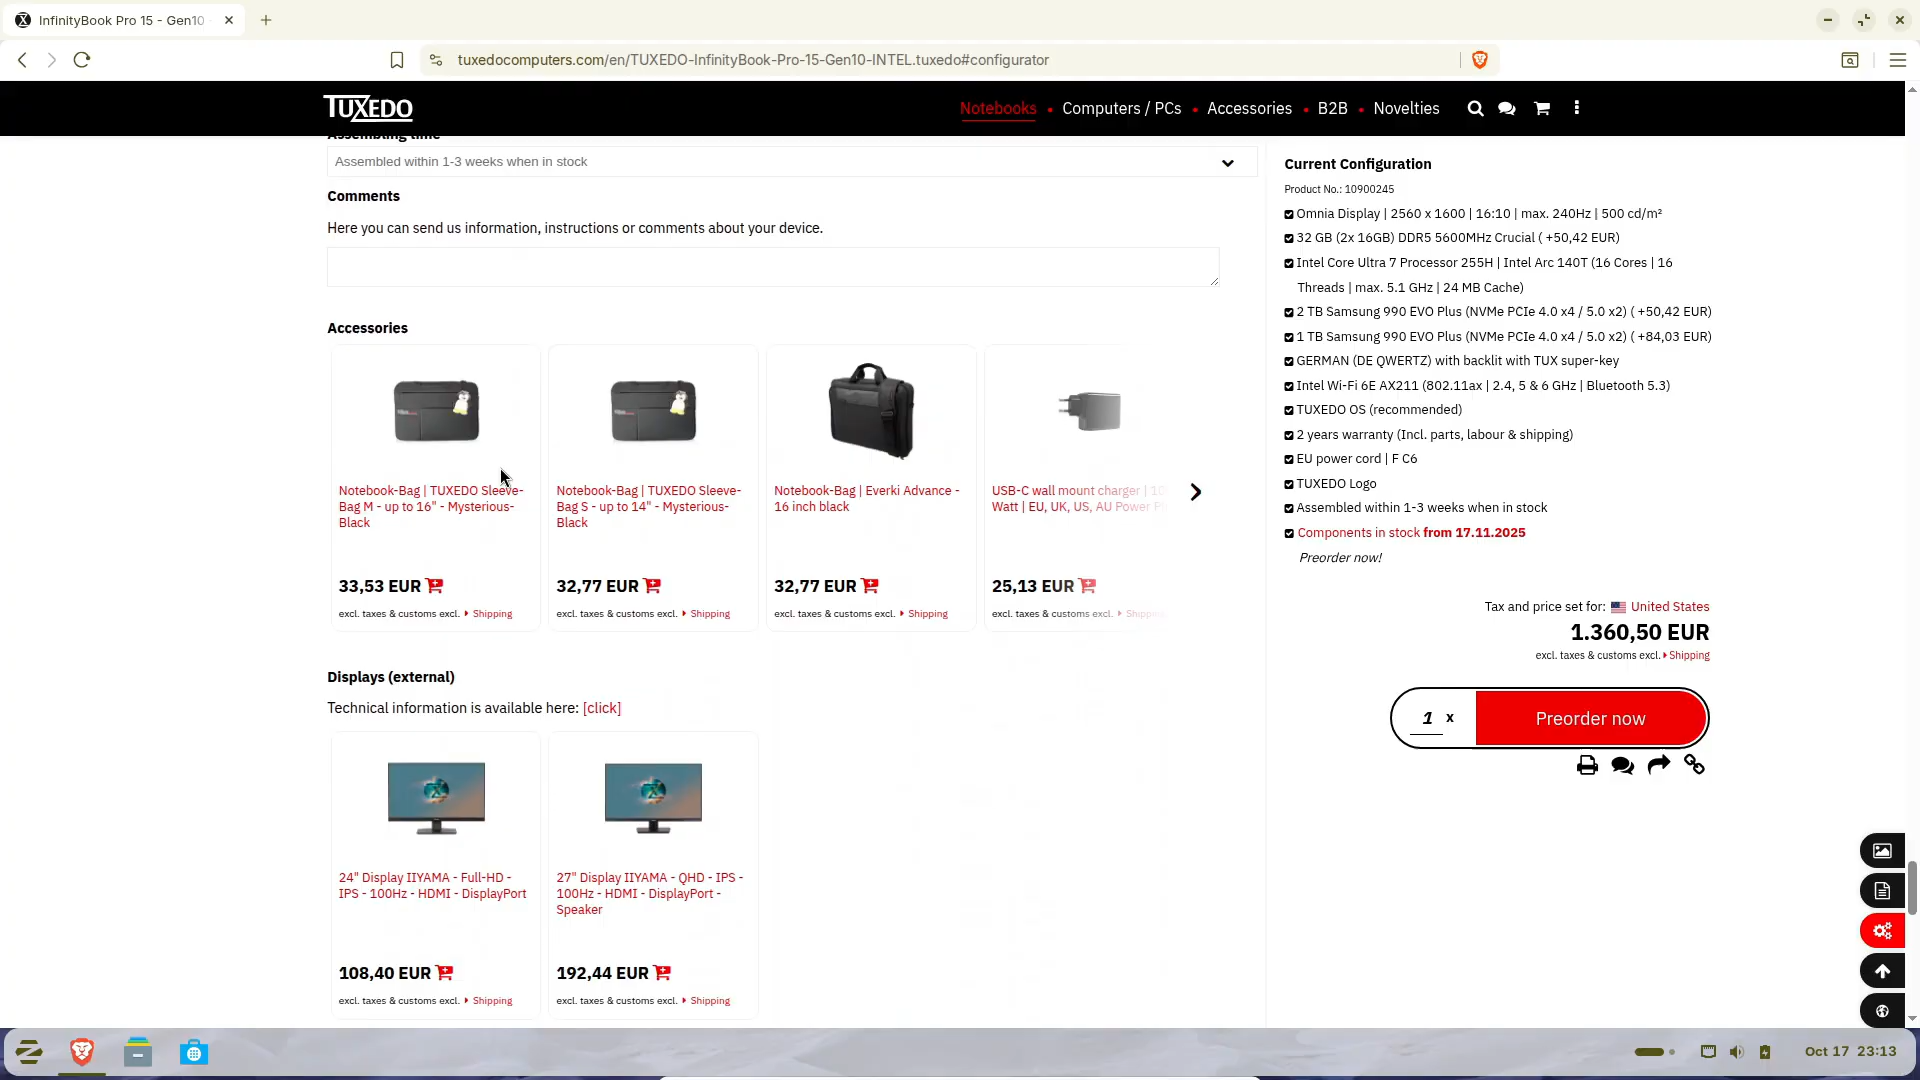 InfinityBook Pro 15 - Gen10
tuxedocomputers.com/en/TUXEDO-InfinityBook-Pro-15-Gen10-INTEL.tuxedo#configurator
TUXEDO
Notebooks • Computers / PCs • Accessories • B2B • Novelties
Assembling time
Assembled within 1-3 weeks when in stock
Comments
Here you can send us information, instructions or comments about your device.
Accessories
Notebook-Bag | TUXEDO Sleeve-
Bag M - up to 16" - Mysterious-
Black
33,53 EUR
excl. taxes & customs excl. Shipping
Notebook-Bag | TUXEDO Sleeve-
Bag S - up to 14" - Mysterious-
Black
32,77 EUR
excl. taxes & customs excl. Shipping
Notebook-Bag | Everki Advance -
16 inch black
32,77 EUR
excl. taxes & customs excl. Shipping
USB-C wall mount charger |
Watt | EU, UK, US, AU Power
25,13 EUR
excl. taxes & customs excl. Shipping
Displays (external)
Technical information is available here: [click]
24" Display IIYAMA - Full-HD -
IPS - 100Hz - HDMI - DisplayPort
108,40 EUR
excl. taxes & customs excl. Shipping
27" Display IIYAMA - QHD - IPS -
100Hz - HDMI - DisplayPort -
Speaker
192,44 EUR
excl. taxes & customs excl. Shipping
Current Configuration
Product No.: 10900245
Omnia Display | 2560 x 1600 | 16:10 | max. 240Hz | 500 cd/m²
32 GB (2x 16GB) DDR5 5600MHz Crucial ( +50,42 EUR)
Intel Core Ultra 7 Processor 255H | Intel Arc 140T (16 Cores | 16
Threads | max. 5.1 GHz | 24 MB Cache)
2 TB Samsung 990 EVO Plus (NVMe PCIe 4.0 x4 / 5.0 x2) ( +50,42 EUR)
1 TB Samsung 990 EVO Plus (NVMe PCIe 4.0 x4 / 5.0 x2) ( +84,03 EUR)
GERMAN (DE QWERTZ) with backlit with TUX super-key
Intel Wi-Fi 6E AX211 (802.11ax | 2.4, 5 & 6 GHz | Bluetooth 5.3)
TUXEDO OS (recommended)
2 years warranty (Incl. parts, labour & shipping)
EU power cord | F C6
TUXEDO Logo
Assembled within 1-3 weeks when in stock
Components in stock from 17.11.2025
Preorder now!
Tax and price set for: United States
1.360,50 EUR
excl. taxes & customs excl. Shipping
1 x Preorder now
Oct 17 23:13